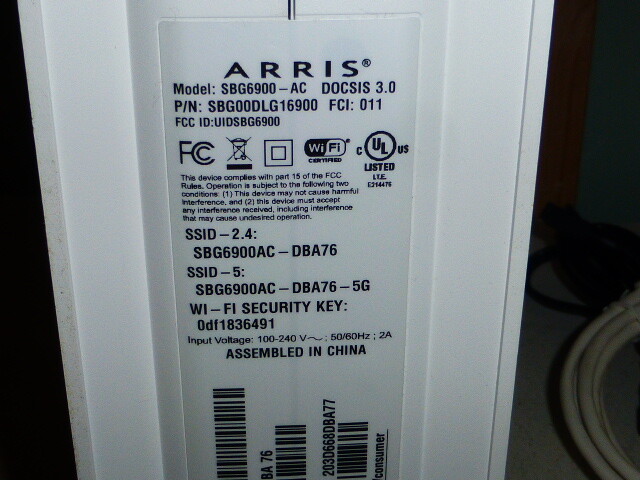 ARRIS®
Model: SBG6900-AC DOCSIS 3.0
P/N: SBG00DLG16900 FCI: 011
FCC ID:UIDSBG6900
FC Wi Fi CERTIFIED c UL US LISTED
I.T.E.
E214476
This device complies with part 15 of the FCC
Rules. Operation is subject to the following two
conditions: (1) This device may not cause harmful
interference, and (2) this device must accept
any interference received, including interference
that may cause undesired operation.
SSID-2.4:
SBG6900AC-DBA76
SSID-5:
SBG6900AC-DBA76-5G
WI-FI SECURITY KEY:
0df1836491
Input Voltage: 100-240 V~; 50/60Hz; 2A
ASSEMBLED IN CHINA
BA 76
203D668DBA77
consumer